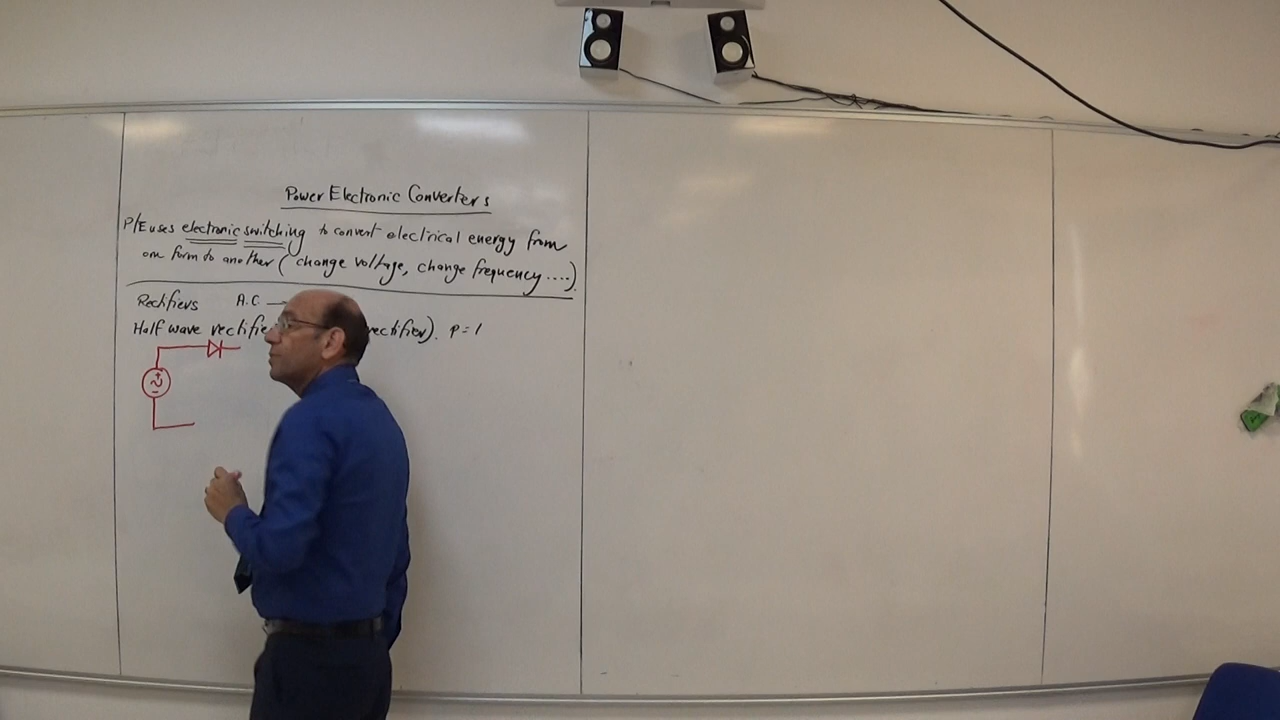 Power Electronic Converters
P/E uses electronic switching to convert electrical energy from
one form to another ( change voltage, change frequency ....).
Rectifiers A.C. →
Half wave rectifie rectifier). P = 1
+
~
-